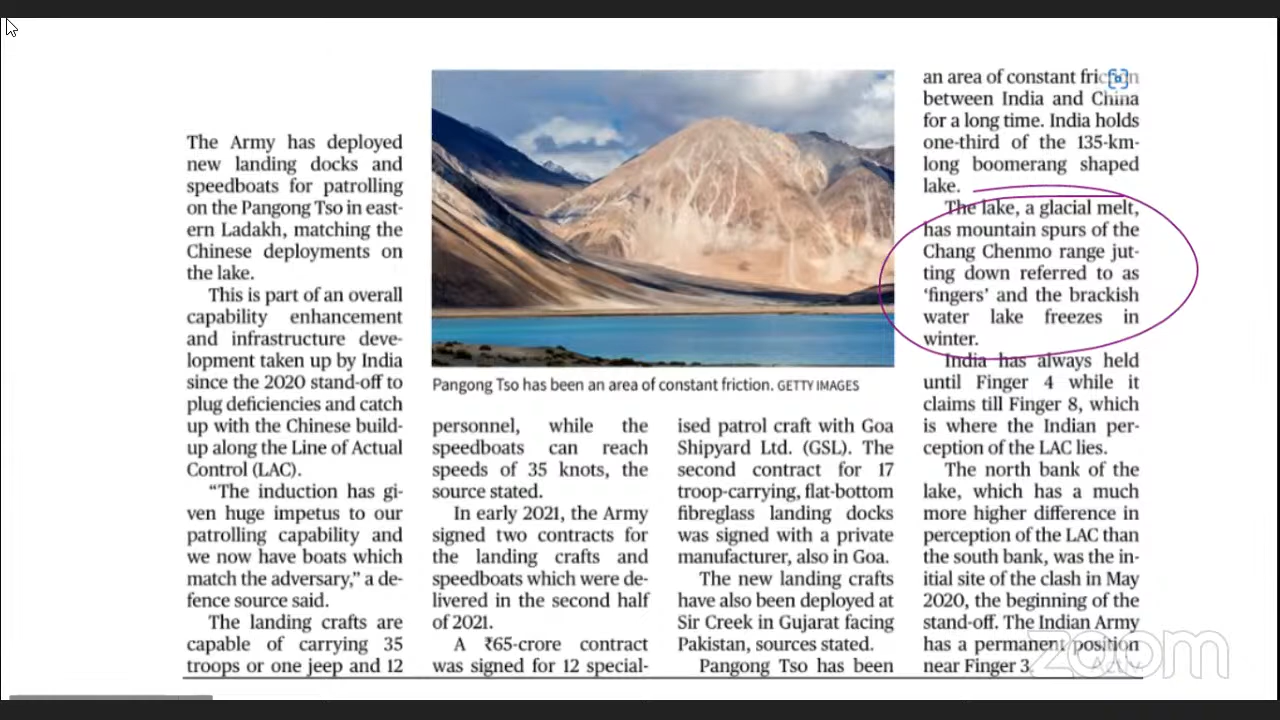 The Army has deployed
new landing docks and
speedboats for patrolling
on the Pangong Tso in east-
ern Ladakh, matching the
Chinese deployments on
the lake.
This is part of an overall
capability enhancement
and infrastructure deve-
lopment taken up by India
since the 2020 stand-off to
plug deficiencies and catch
up with the Chinese build-
up along the Line of Actual
Control (LAC).
“The induction has gi-
ven huge impetus to our
patrolling capability and
we now have boats which
match the adversary,” a de-
fence source said.
The landing crafts are
capable of carrying 35
troops or one jeep and 12
Pangong Tso has been an area of constant friction. GETTY IMAGES
personnel, while the
speedboats can reach
speeds of 35 knots, the
source stated.
In early 2021, the Army
signed two contracts for
the landing crafts and
speedboats which were de-
livered in the second half
of 2021.
A ₹65-crore contract
was signed for 12 special-
ised patrol craft with Goa
Shipyard Ltd. (GSL). The
second contract for 17
troop-carrying, flat-bottom
fibreglass landing docks
was signed with a private
manufacturer, also in Goa.
The new landing crafts
have also been deployed at
Sir Creek in Gujarat facing
Pakistan, sources stated.
Pangong Tso has been
an area of constant friction
between India and China
for a long time. India holds
one-third of the 135-km-
long boomerang shaped
lake.
The lake, a glacial melt,
has mountain spurs of the
Chang Chenmo range jut-
ting down referred to as
‘fingers’ and the brackish
water lake freezes in
winter.
India has always held
until Finger 4 while it
claims till Finger 8, which
is where the Indian per-
ception of the LAC lies.
The north bank of the
lake, which has a much
more higher difference in
perception of the LAC than
the south bank, was the in-
itial site of the clash in May
2020, the beginning of the
stand-off. The Indian Army
has a permanent position
near Finger 3.
zoom
Activ